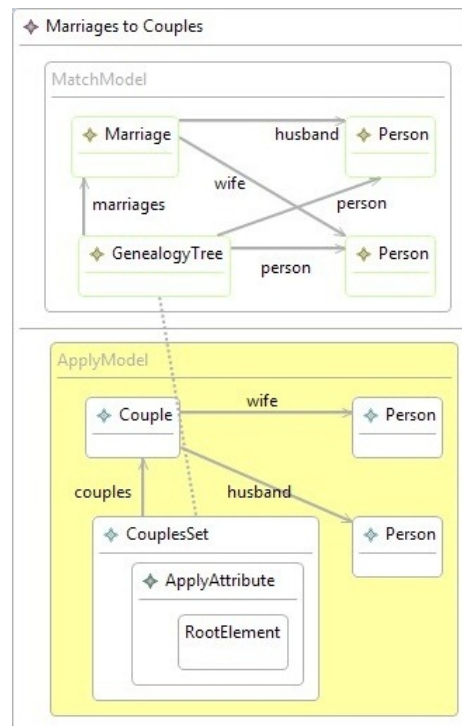 Marriages to Couples
MatchModel
Marriage
husband
Person
wife
marriages
person
GenealogyTree
person
Person
ApplyModel
Couple
wife
Person
couples
husband
CouplesSet
Person
ApplyAttribute
RootElement